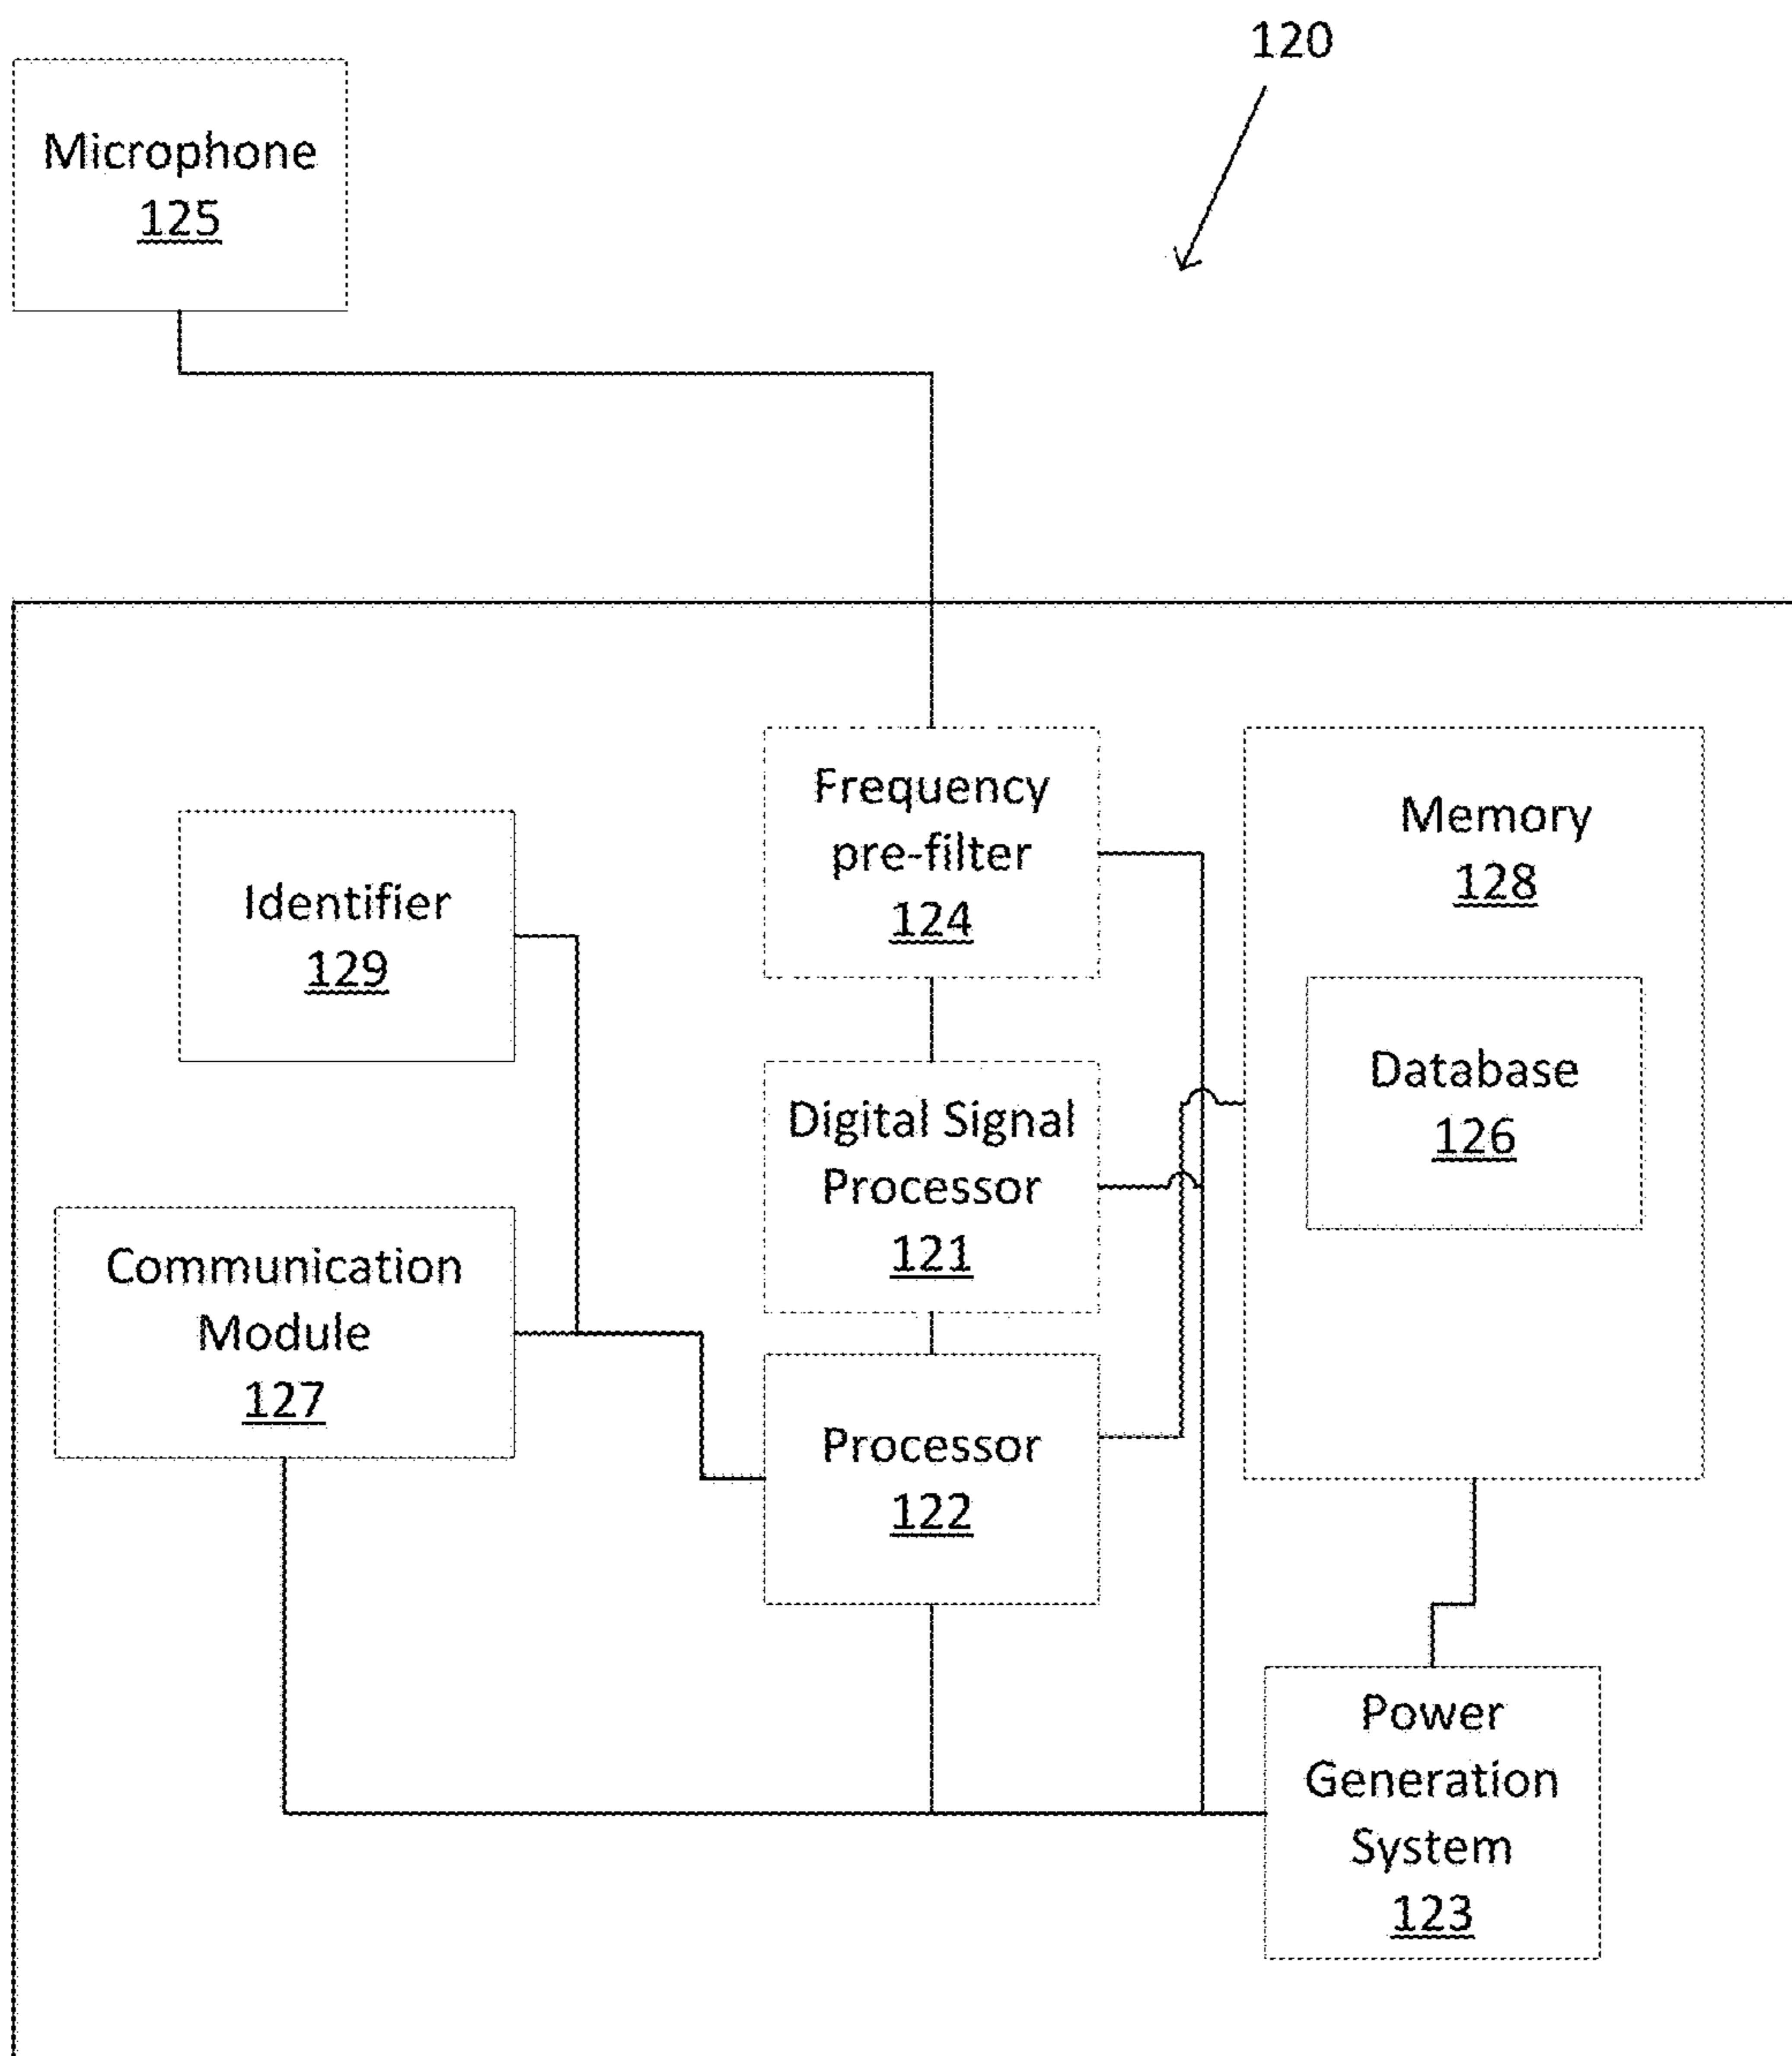 120
Microphone
125
Frequency
pre-filter
124
Memory
128
Identifier
129
Database
126
Digital Signal
Processor
121
Communication
Module
127
Processor
122
Power
Generation
System
123